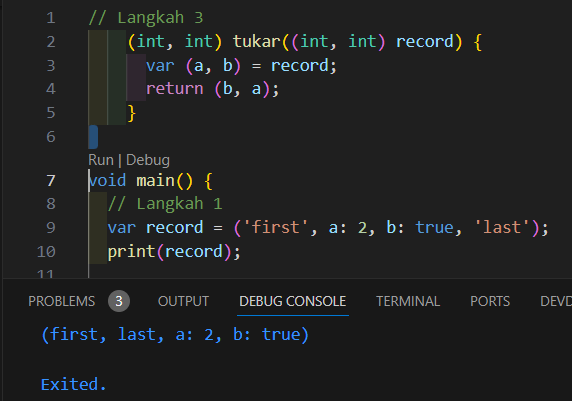 1 // Langkah 3
2 (int, int) tukar((int, int) record) {
3 var (a, b) = record;
4 return (b, a);
5 }
6
Run | Debug
7 void main() {
8 // Langkah 1
9 var record = ('first', a: 2, b: true, 'last');
10 print(record);
11
PROBLEMS 3 OUTPUT DEBUG CONSOLE TERMINAL PORTS DEVD
(first, last, a: 2, b: true)
Exited.